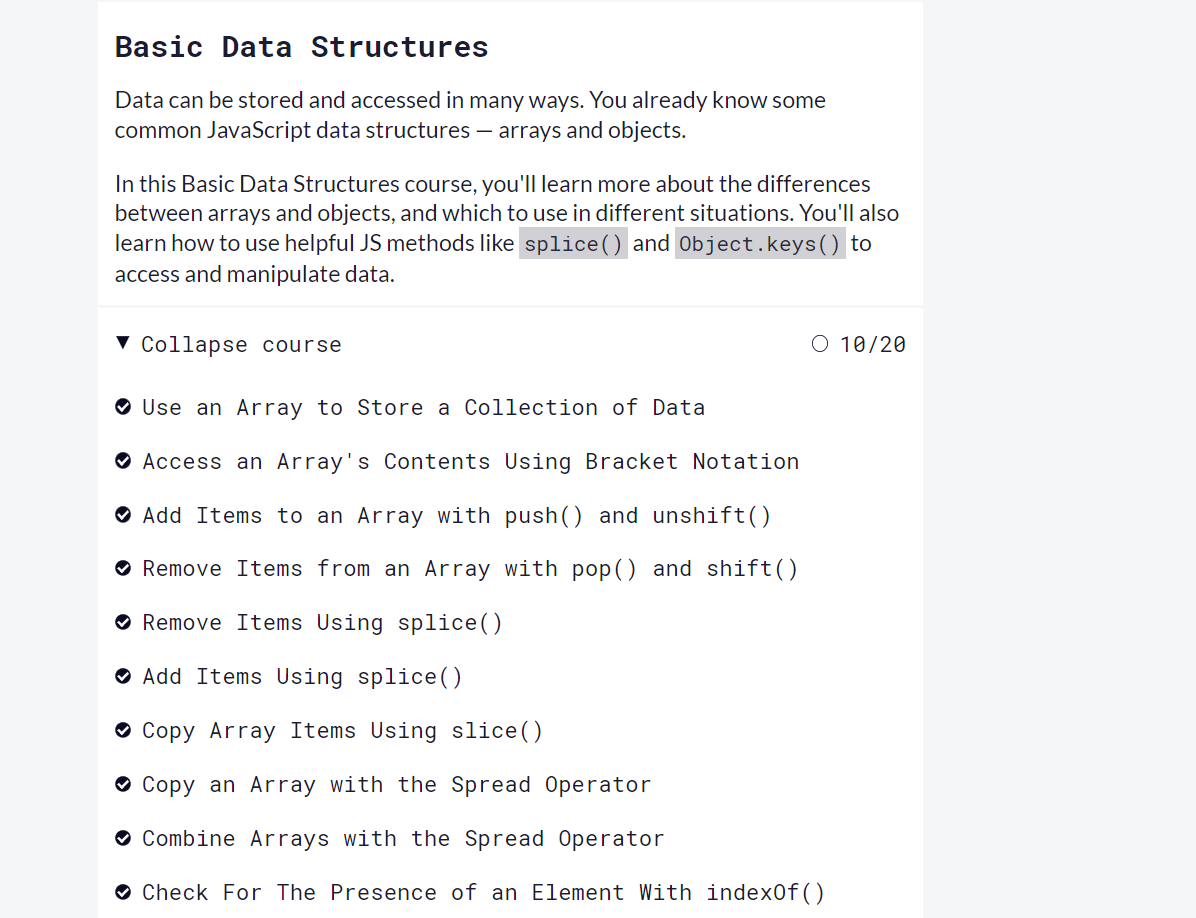 Basic Data Structures
Data can be stored and accessed in many ways. You already know some
common JavaScript data structures — arrays and objects.
In this Basic Data Structures course, you'll learn more about the differences
between arrays and objects, and which to use in different situations. You'll also
learn how to use helpful JS methods like splice() and Object.keys() to
access and manipulate data.
Collapse course 10/20
Use an Array to Store a Collection of Data
Access an Array's Contents Using Bracket Notation
Add Items to an Array with push() and unshift()
Remove Items from an Array with pop() and shift()
Remove Items Using splice()
Add Items Using splice()
Copy Array Items Using slice()
Copy an Array with the Spread Operator
Combine Arrays with the Spread Operator
Check For The Presence of an Element With indexOf()